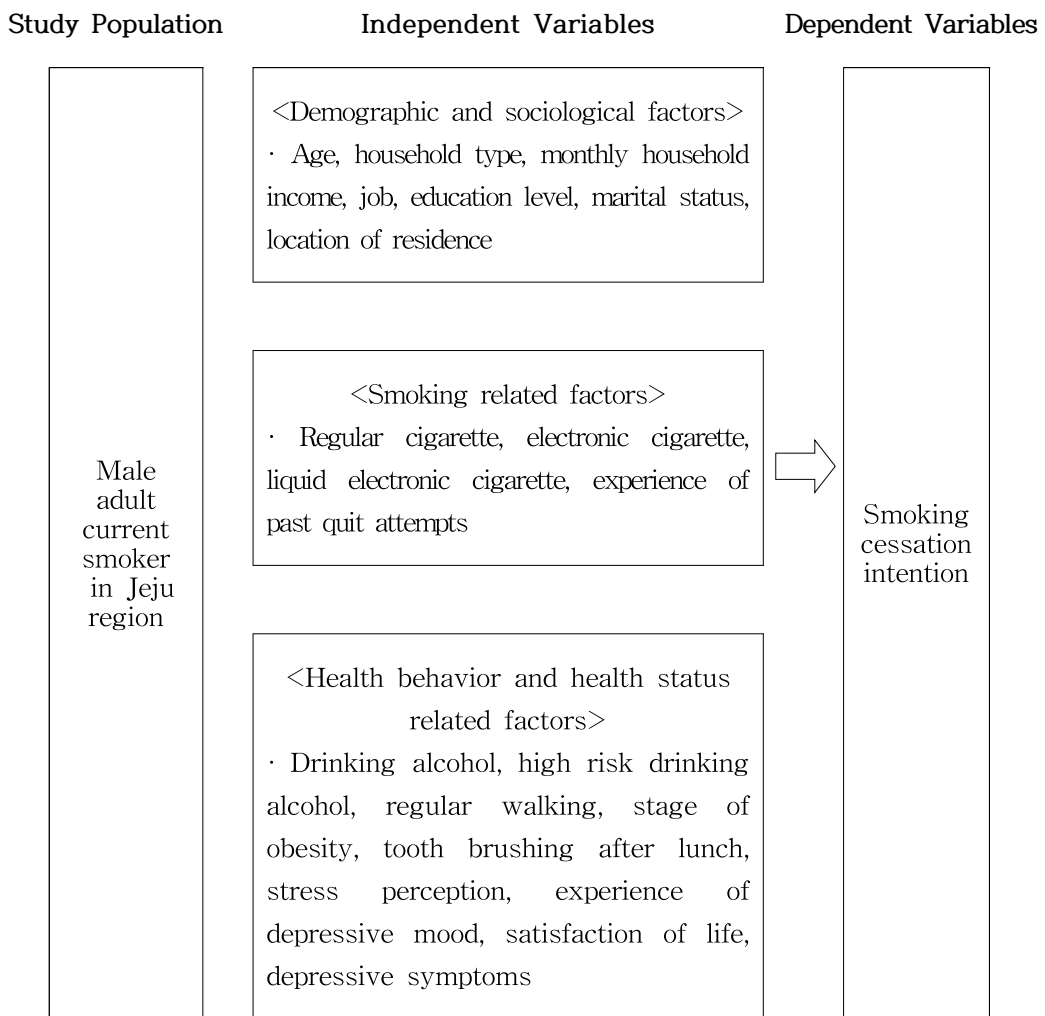 Study Population
Independent Variables
Dependent Variables
Male
adult
current
smoker
in Jeju
region
<Demographic and sociological factors>
· Age, household type, monthly household
income, job, education level, marital status,
location of residence
<Smoking related factors>
· Regular cigarette, electronic cigarette,
liquid electronic cigarette, experience of
past quit attempts
<Health behavior and health status
related factors>
· Drinking alcohol, high risk drinking
alcohol, regular walking, stage of
obesity, tooth brushing after lunch,
stress perception, experience of
depressive mood, satisfaction of life,
depressive symptoms
Smoking
cessation
intention